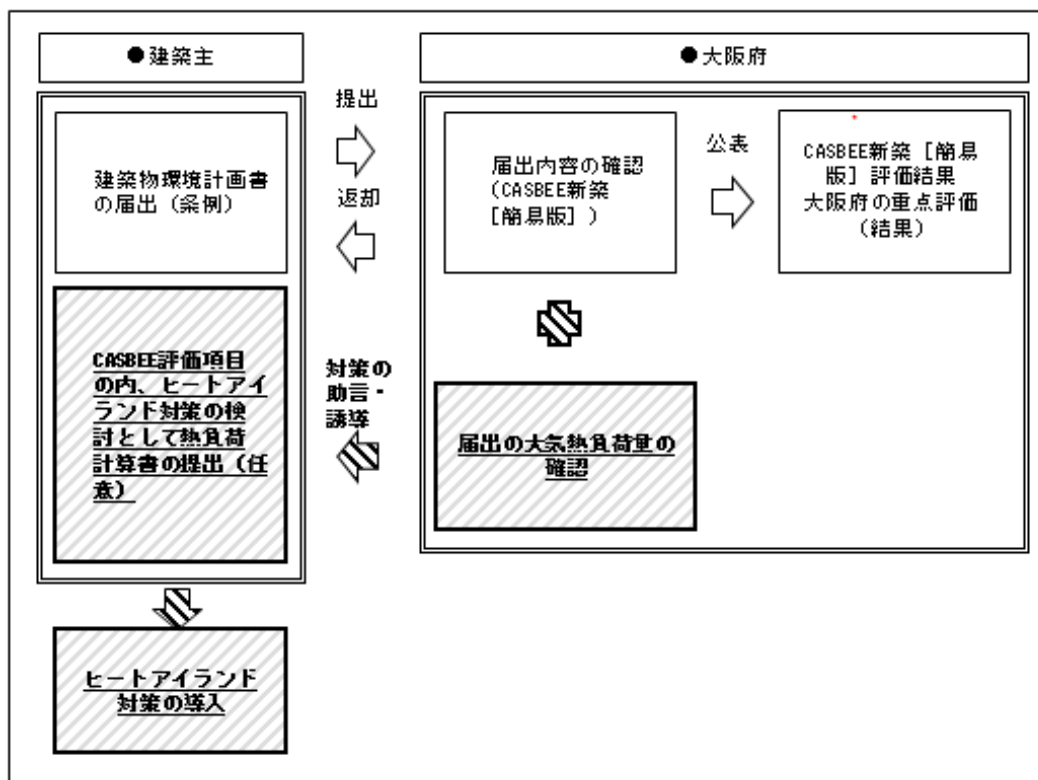 ●建築主
●大阪府
提出
返却
建築物環境計画書
の届出（条例）
届出内容の確認
(CASBEE新築
[簡易版])
公表
CASBEE新築［簡易
版］評価結果
大阪府の重点評価
（結果）
CASBEE評価項目
の内、ヒートアイ
ランド対策の検
討として熱負荷
計算書の提出（任
意）
対策の
助言・
誘導
届出の大気熱負荷量の
確認
ヒートアイランド
対策の導入